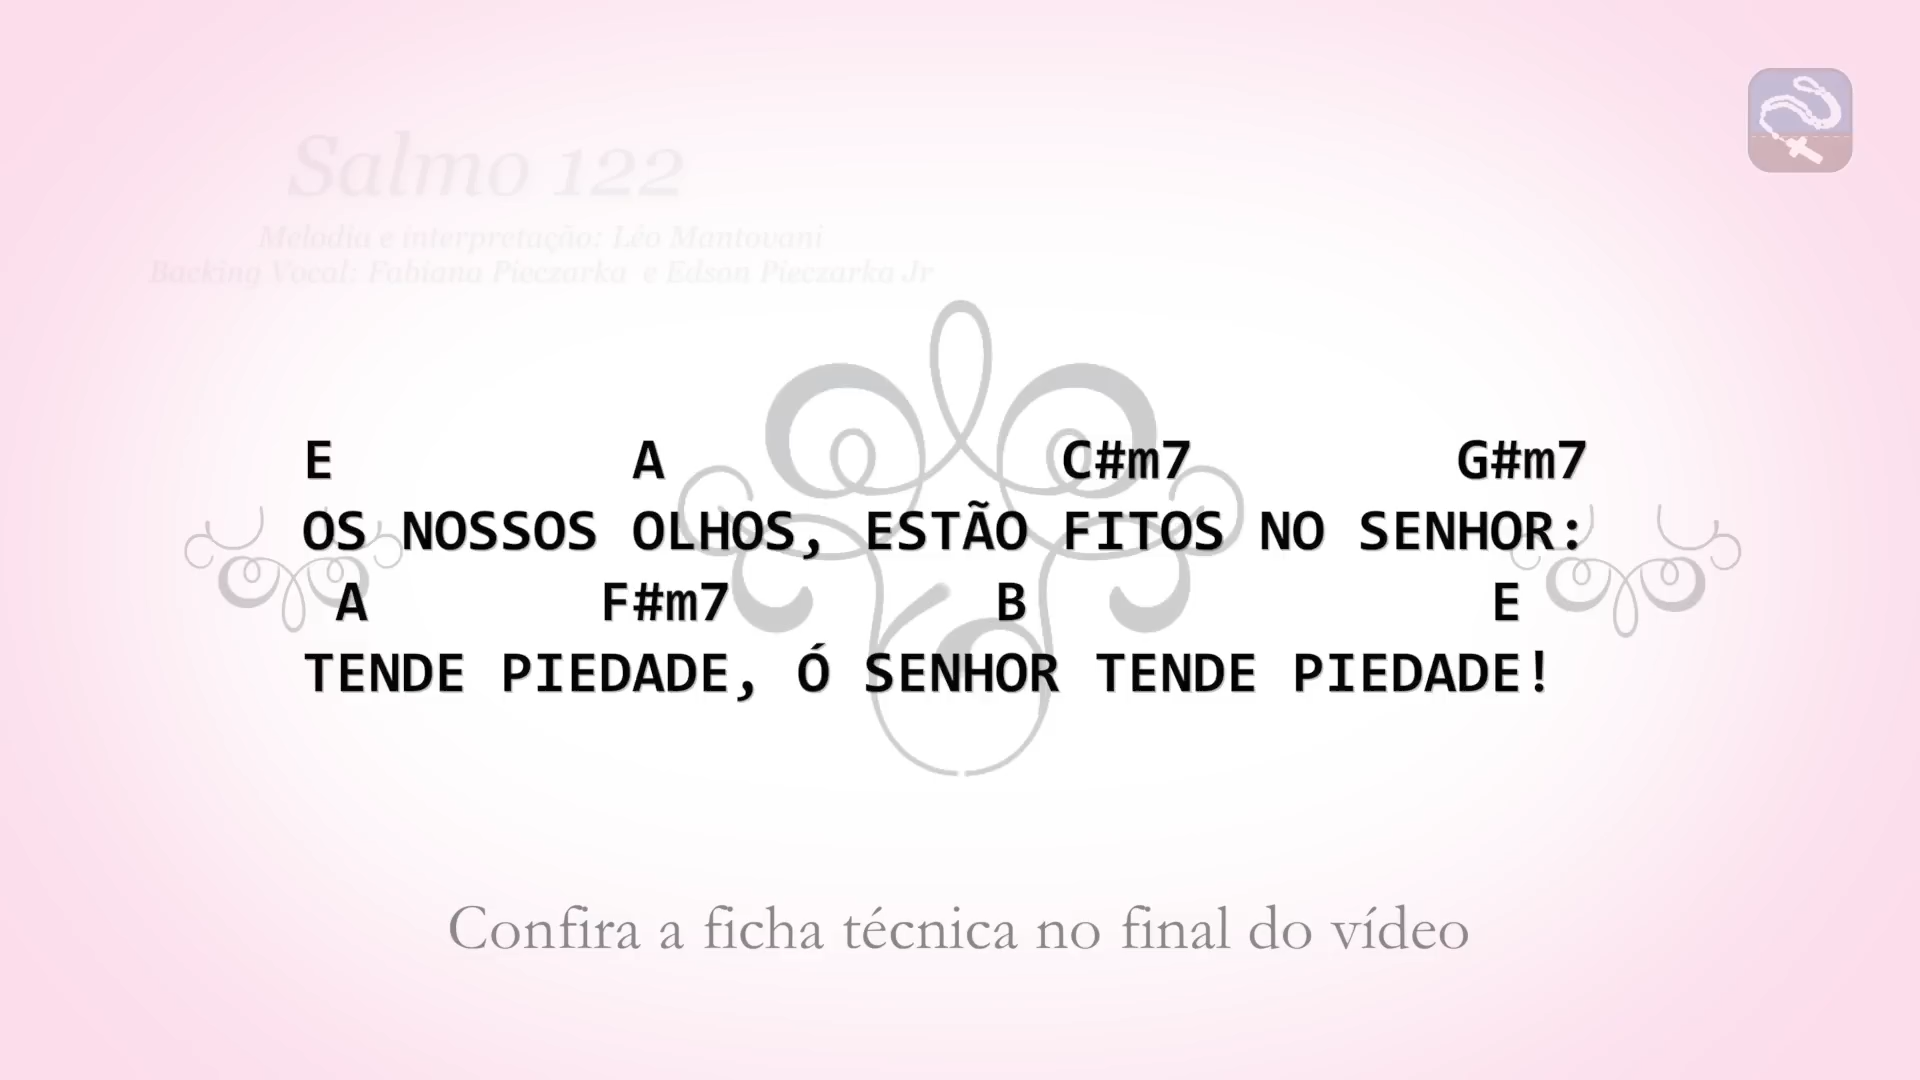 Salmo 122
Melodia e interpretação: Léo Mantovani
Backing Vocal: Fabiana Pieczarka e Edson Pieczarka Jr
E A C#m7 G#m7
OS NOSSOS OLHOS, ESTÃO FITOS NO SENHOR:
A F#m7 B E
TENDE PIEDADE, Ó SENHOR TENDE PIEDADE!
Confira a ficha técnica no final do vídeo